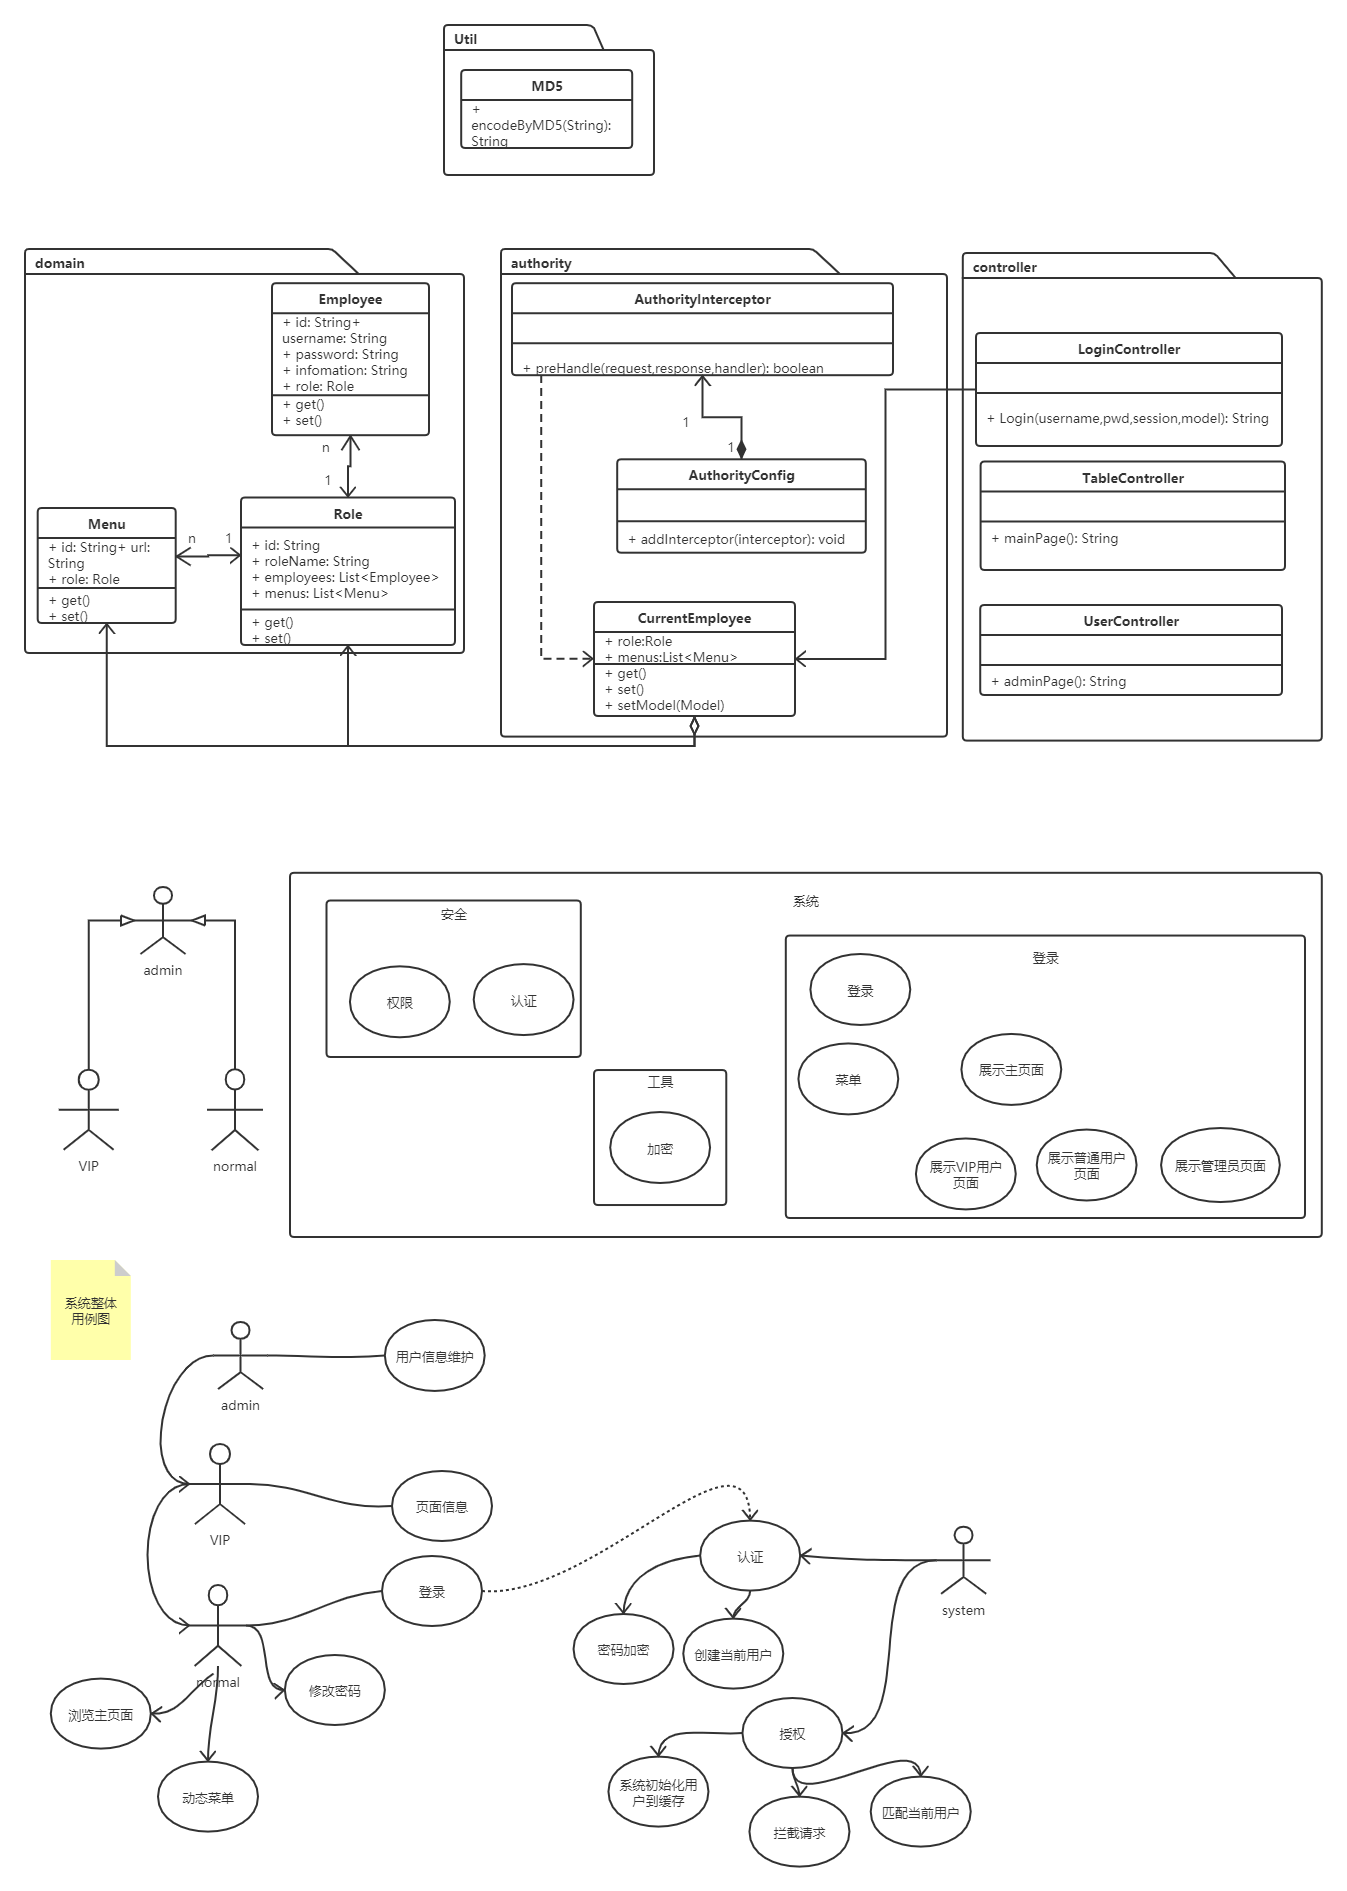 Util
MD5
+
encodeByMD5(String):
String
domain
Employee
+ id: String+
username: String
+ password: String
+ infomation: String
+ role: Role
+ get()
+ set()
n
1
Menu
+ id: String+ url:
String
+ role: Role
+ get()
+ set()
n
1
Role
+ id: String
+ roleName: String
+ employees: List<Employee>
+ menus: List<Menu>
+ get()
+ set()
authority
AuthorityInterceptor
+ preHandle(request,response,handler): boolean
1
1
AuthorityConfig
+ addInterceptor(interceptor): void
CurrentEmployee
+ role:Role
+ menus:List<Menu>
+ get()
+ set()
+ setModel(Model)
controller
LoginController
+ Login(username,pwd,session,model): String
TableController
+ mainPage(): String
UserController
+ adminPage(): String
admin
VIP
normal
系统
安全
权限
认证
工具
加密
登录
登录
菜单
展示主页面
展示VIP用户
页面
展示普通用户
页面
展示管理员页面
系统整体
用例图
admin
用户信息维护
VIP
页面信息
登录
normal
修改密码
浏览主页面
动态菜单
认证
system
密码加密
创建当前用户
授权
系统初始化用
户到缓存
拦截请求
匹配当前用户